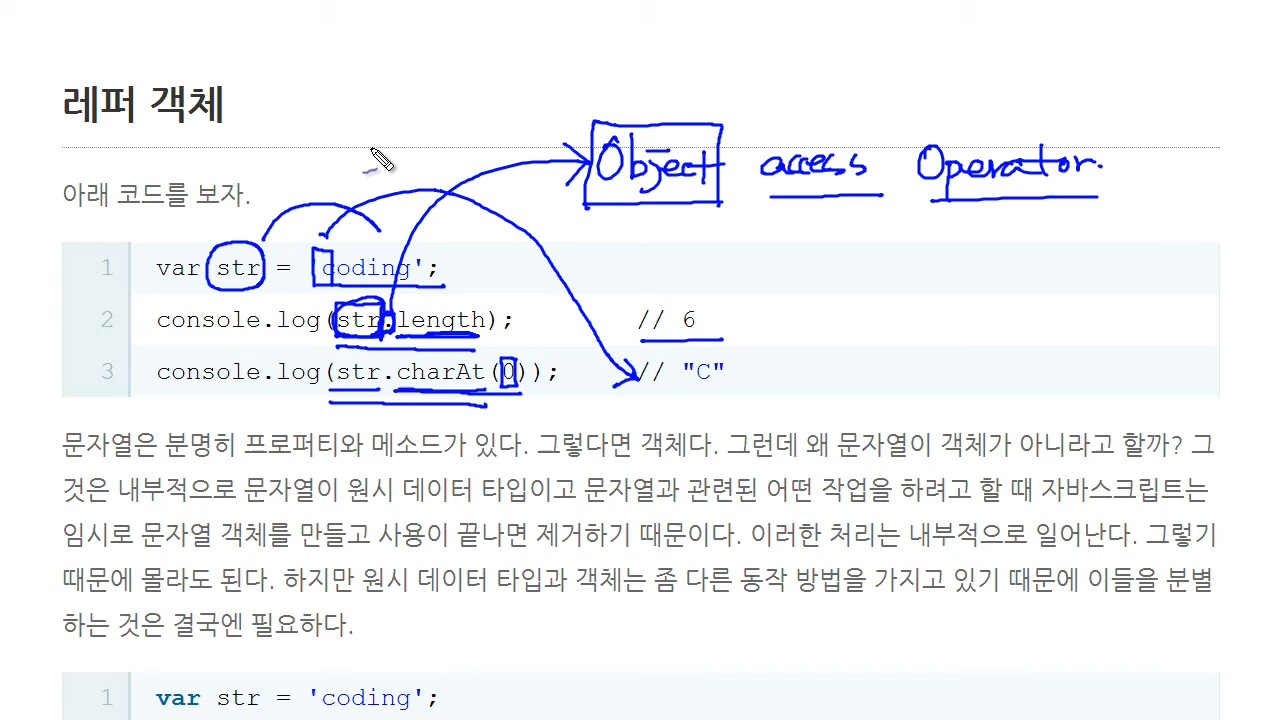 레퍼 객체
Object access Operator.
아래 코드를 보자.
1 var str = 'coding';
2 console.log(str.length); // 6
3 console.log(str.charAt(0)); // "C"
문자열은 분명히 프로퍼티와 메소드가 있다. 그렇다면 객체다. 그런데 왜 문자열이 객체가 아니라고 할까? 그
것은 내부적으로 문자열이 원시 데이터 타입이고 문자열과 관련된 어떤 작업을 하려고 할 때 자바스크립트는
임시로 문자열 객체를 만들고 사용이 끝나면 제거하기 때문이다. 이러한 처리는 내부적으로 일어난다. 그렇기
때문에 몰라도 된다. 하지만 원시 데이터 타입과 객체는 좀 다른 동작 방법을 가지고 있기 때문에 이들을 분별
하는 것은 결국엔 필요하다.
1 var str = 'coding';